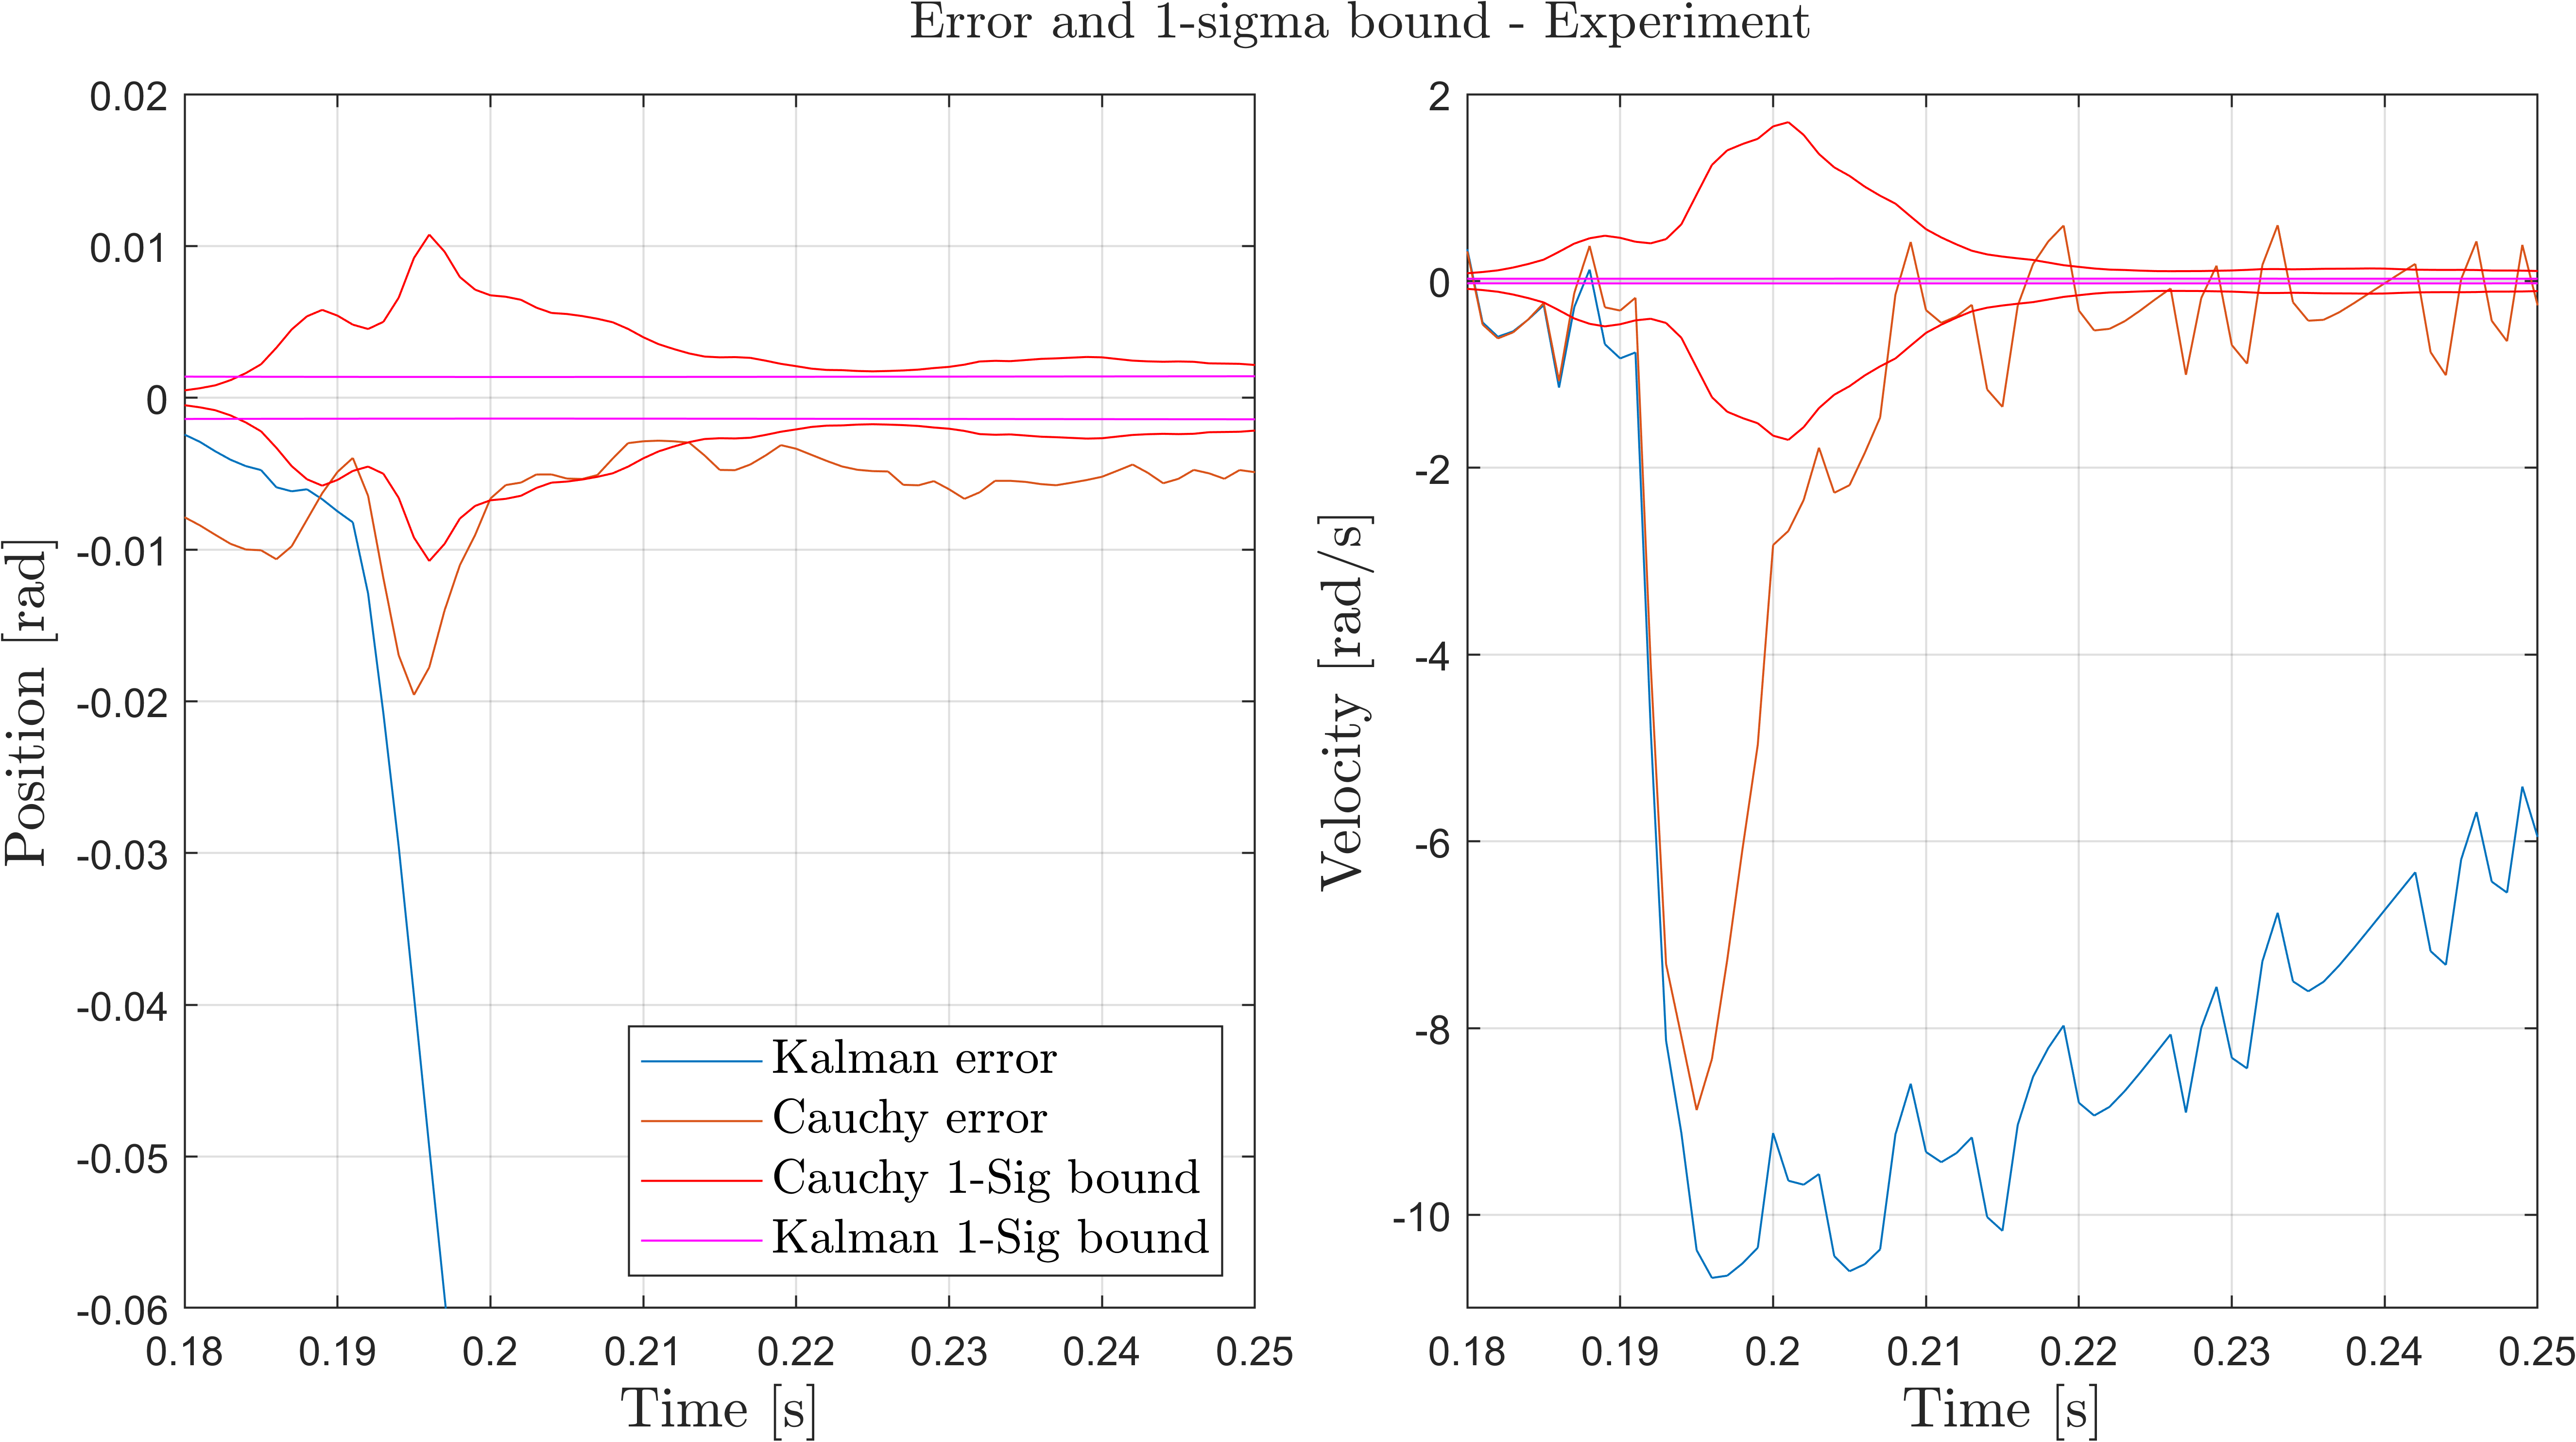 Error and 1-sigma bound - Experiment
0.02
0.01
0
-0.01
-0.02
-0.03
-0.04
-0.05
-0.06
0.18 0.19 0.2 0.21 0.22 0.23 0.24 0.25
Time [s]
Position [rad]
Kalman error
Cauchy error
Cauchy 1-Sig bound
Kalman 1-Sig bound
2
0
-2
-4
-6
-8
-10
0.18 0.19 0.2 0.21 0.22 0.23 0.24 0.25
Time [s]
Velocity [rad/s]